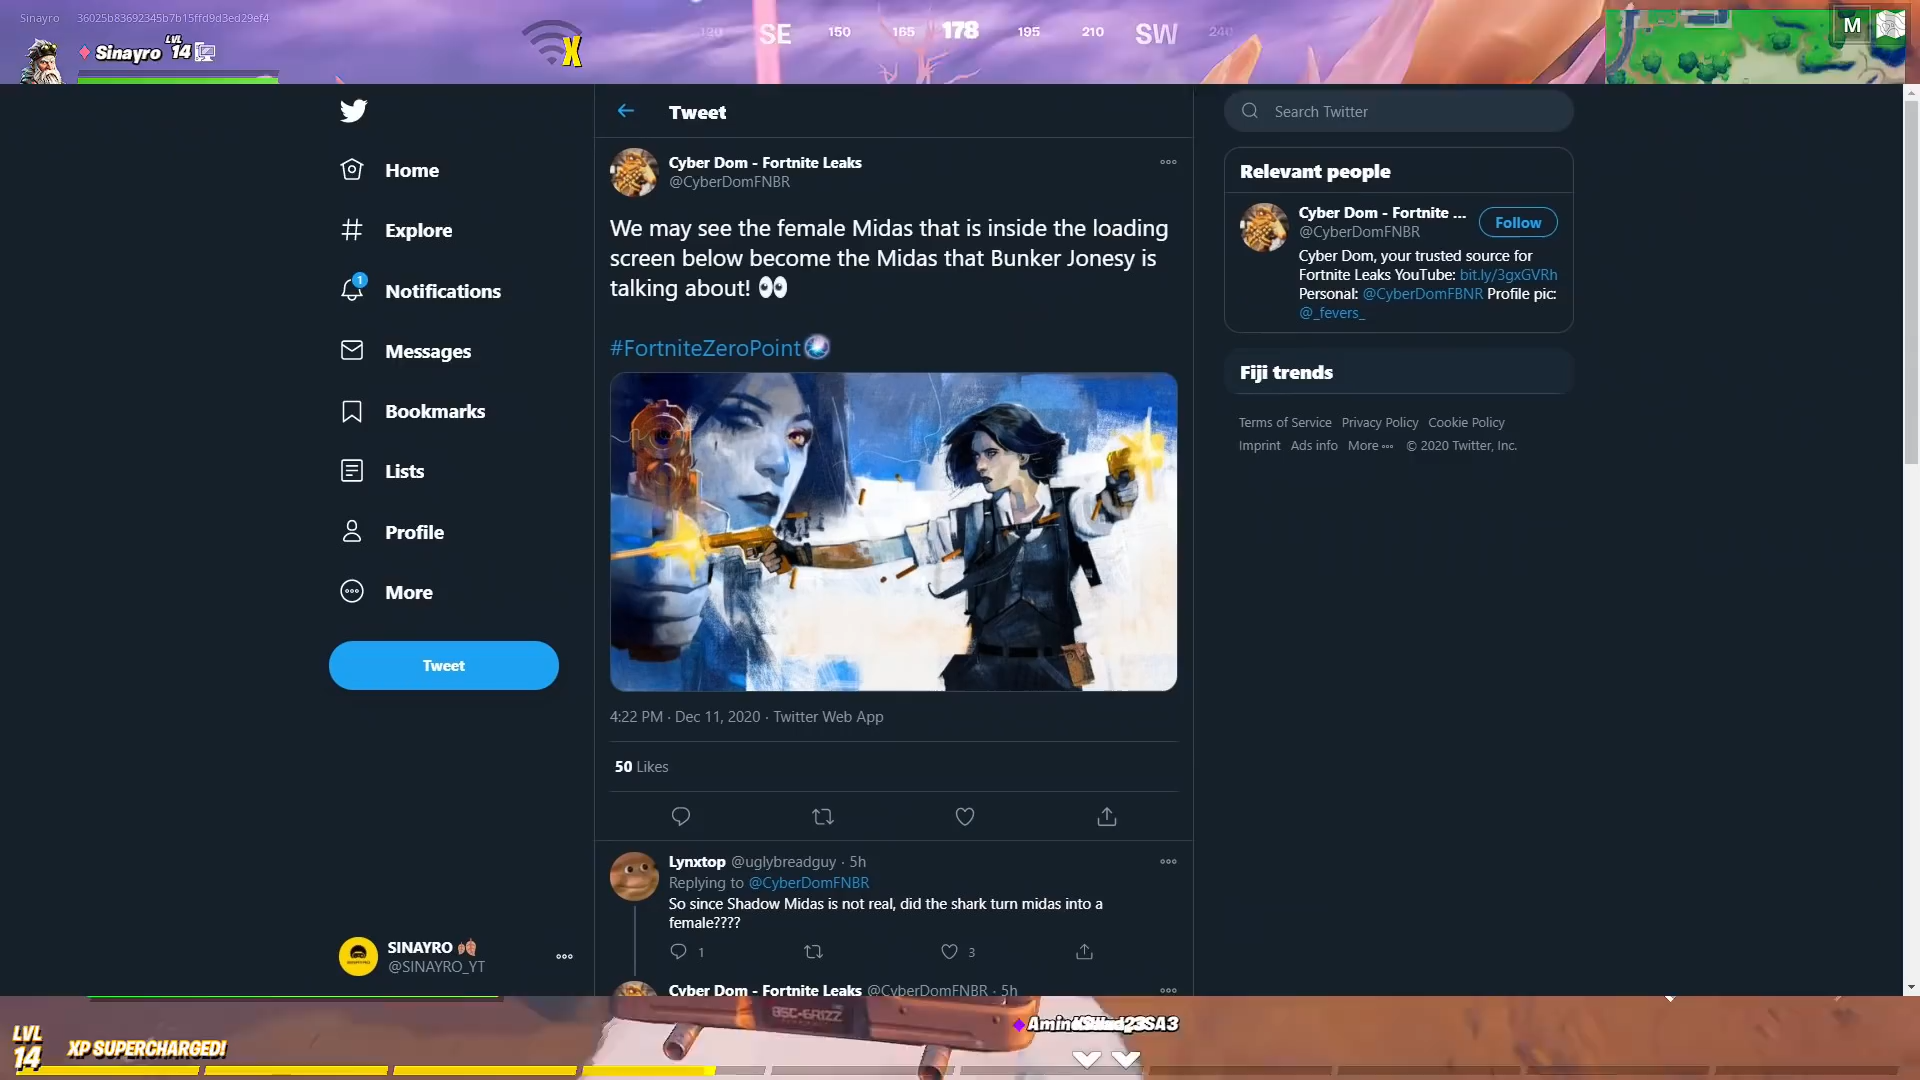 Sinayro 36025b83692345b7b15ffd9d3ed29ef4
Sinayro LVL 14
120 SE 150 165 178 195 210 SW 240
M
Tweet
Search Twitter
Home
Explore
1
Notifications
Messages
Bookmarks
Lists
Profile
More
Tweet
SINAYRO
@SINAYRO_YT
Cyber Dom - Fortnite Leaks
@CyberDomFNBR
We may see the female Midas that is inside the loading
screen below become the Midas that Bunker Jonesy is
talking about! 👀
#FortniteZeroPoint
4:22 PM · Dec 11, 2020 · Twitter Web App
50 Likes
Lynxtop @uglybreadguy · 5h
Replying to @CyberDomFNBR
So since Shadow Midas is not real, did the shark turn midas into a
female????
1 3
Cyber Dom - Fortnite Leaks @CyberDomFNBR · 5h
Relevant people
Cyber Dom - Fortnite ...
@CyberDomFNBR
Follow
Cyber Dom, your trusted source for
Fortnite Leaks YouTube: bit.ly/3gxGVRh
Personal: @CyberDomFBNR Profile pic:
@_fevers_
Fiji trends
Terms of Service Privacy Policy Cookie Policy
Imprint Ads info More © 2020 Twitter, Inc.
BSC-GRIZZ
LVL
14
XP SUPERCHARGED!